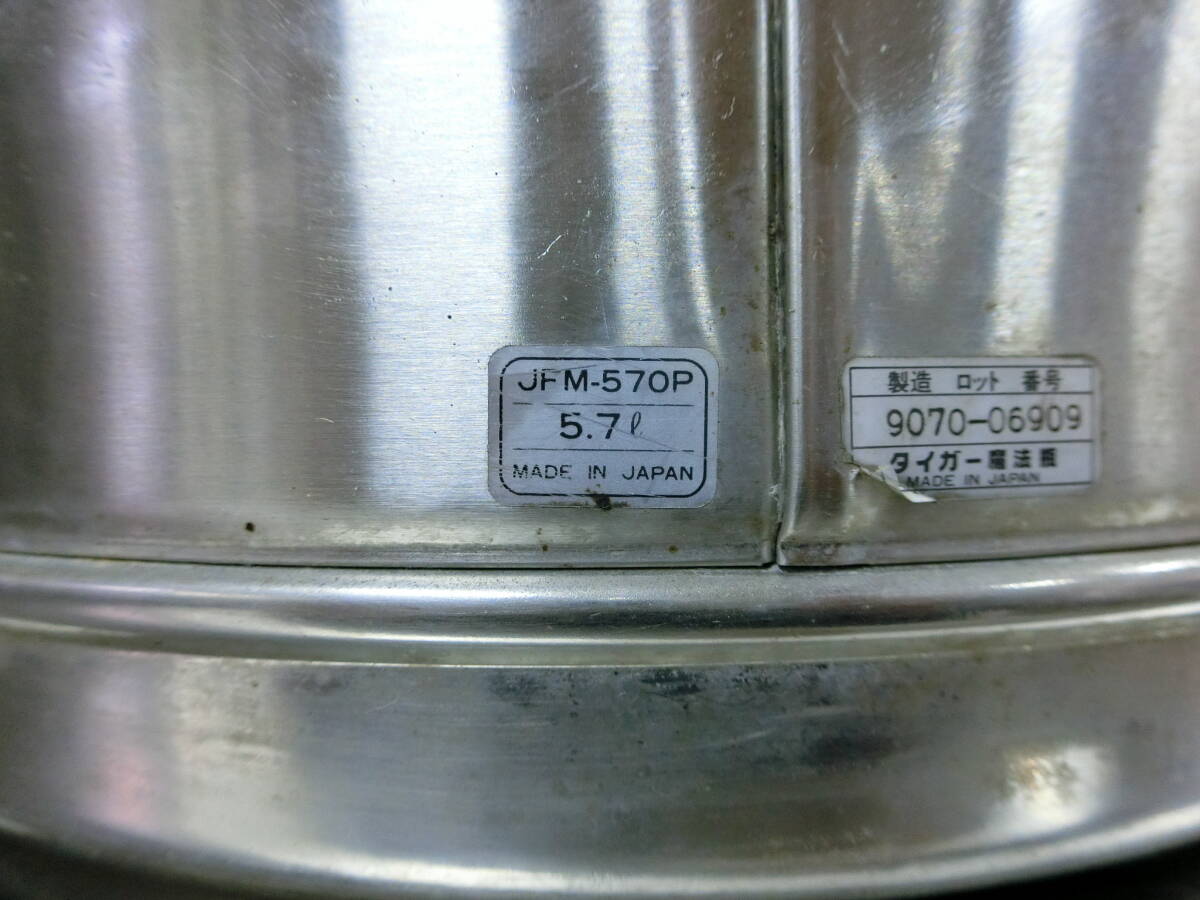 JFM-570P
5.7ℓ
MADE IN JAPAN
製造 ロット 番号
9070-06909
タイガー魔法瓶
MADE IN JAPAN